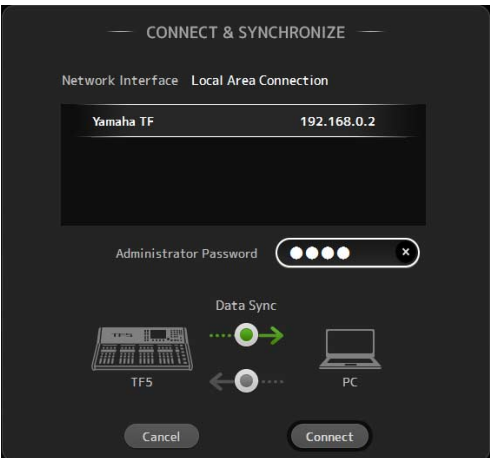 CONNECT & SYNCHRONIZE
Network Interface Local Area Connection
Yamaha TF 192.168.0.2
Administrator Password ●●●● ×
Data Sync
TF5
TF5 PC
Cancel Connect